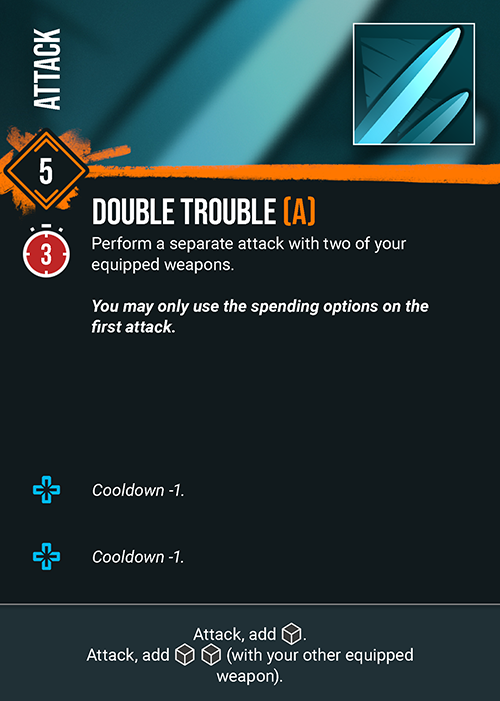 ATTACK
5
DOUBLE TROUBLE (A)
3
Perform a separate attack with two of your
equipped weapons.
You may only use the spending options on the
first attack.
Cooldown -1.
Cooldown -1.
Attack, add .
Attack, add (with your other equipped
weapon).